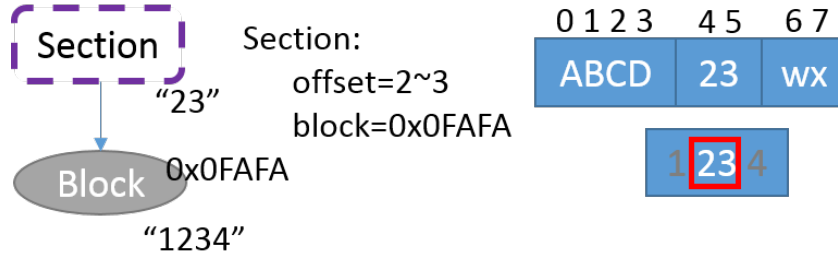 Section
“23”
0x0FAFA
Block
“1234”
Section:
offset=2~3
block=0x0FAFA
0 1 2 3 4 5 6 7
ABCD 23 wx
1 23 4